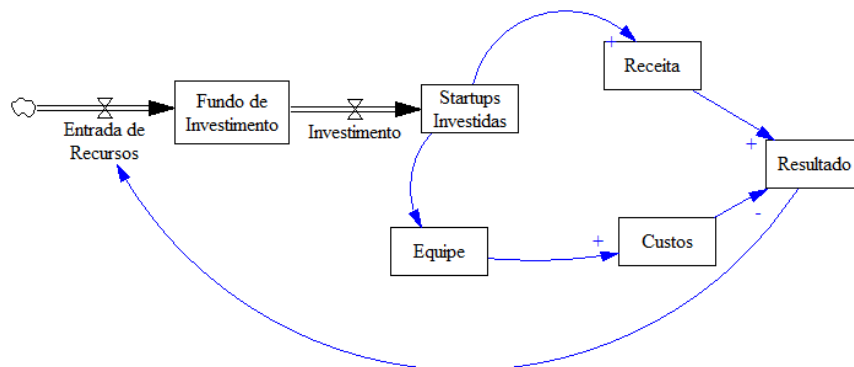 Entrada de
Recursos
Fundo de
Investimento
Investimento
Startups
Investidas
+
Receita
+
Resultado
Equipe
+
Custos
-